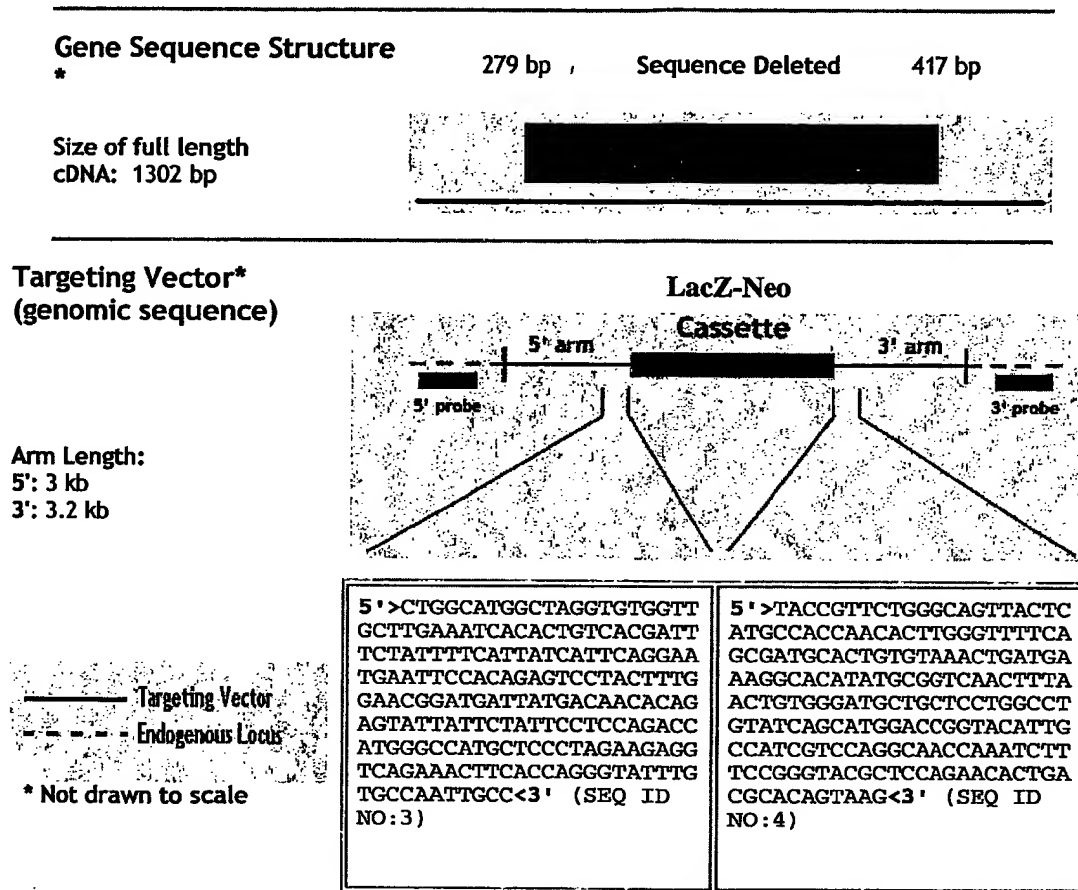 Gene Sequence Structure
*
279 bp , Sequence Deleted 417 bp
Size of full length
cDNA: 1302 bp
Targeting Vector*
(genomic sequence)
LacZ-Neo
Cassette
5' arm
3' arm
5' probe
3' probe
Arm Length:
5': 3 kb
3': 3.2 kb
5'>CTGGCATGGCTAGGTGTGGTT
GCTTGAAATCACACTGTCACGATT
TCTATTTTCATTATCATTCAGGAA
TGAATTCCACAGAGTCCTACTTTG
GAACGGATGATTATGACAACACAG
AGTATTATTCTATTCCTCCAGACC
ATGGGCCATGCTCCCTAGAAGAGG
TCAGAAACTTCACCAGGGTATTTG
TGCCAATTGCC<3' (SEQ ID
NO:3)
5'>TACCGTTCTGGGCAGTTACTC
ATGCCACCAACACTTGGGTTTTCA
GCGATGCACTGTGTAAACTGATGA
AAGGCACATATGCGGTCAACTTTA
ACTGTGGGATGCTGCTCCTGGCCT
GTATCAGCATGGACCGGTACATTG
CCATCGTCCAGGCAACCAAATCTT
TCCGGGTACGCTCCAGAACACTGA
CGCACAGTAAG<3' (SEQ ID
NO:4)
Targeting Vector
Endogenous Locus
* Not drawn to scale